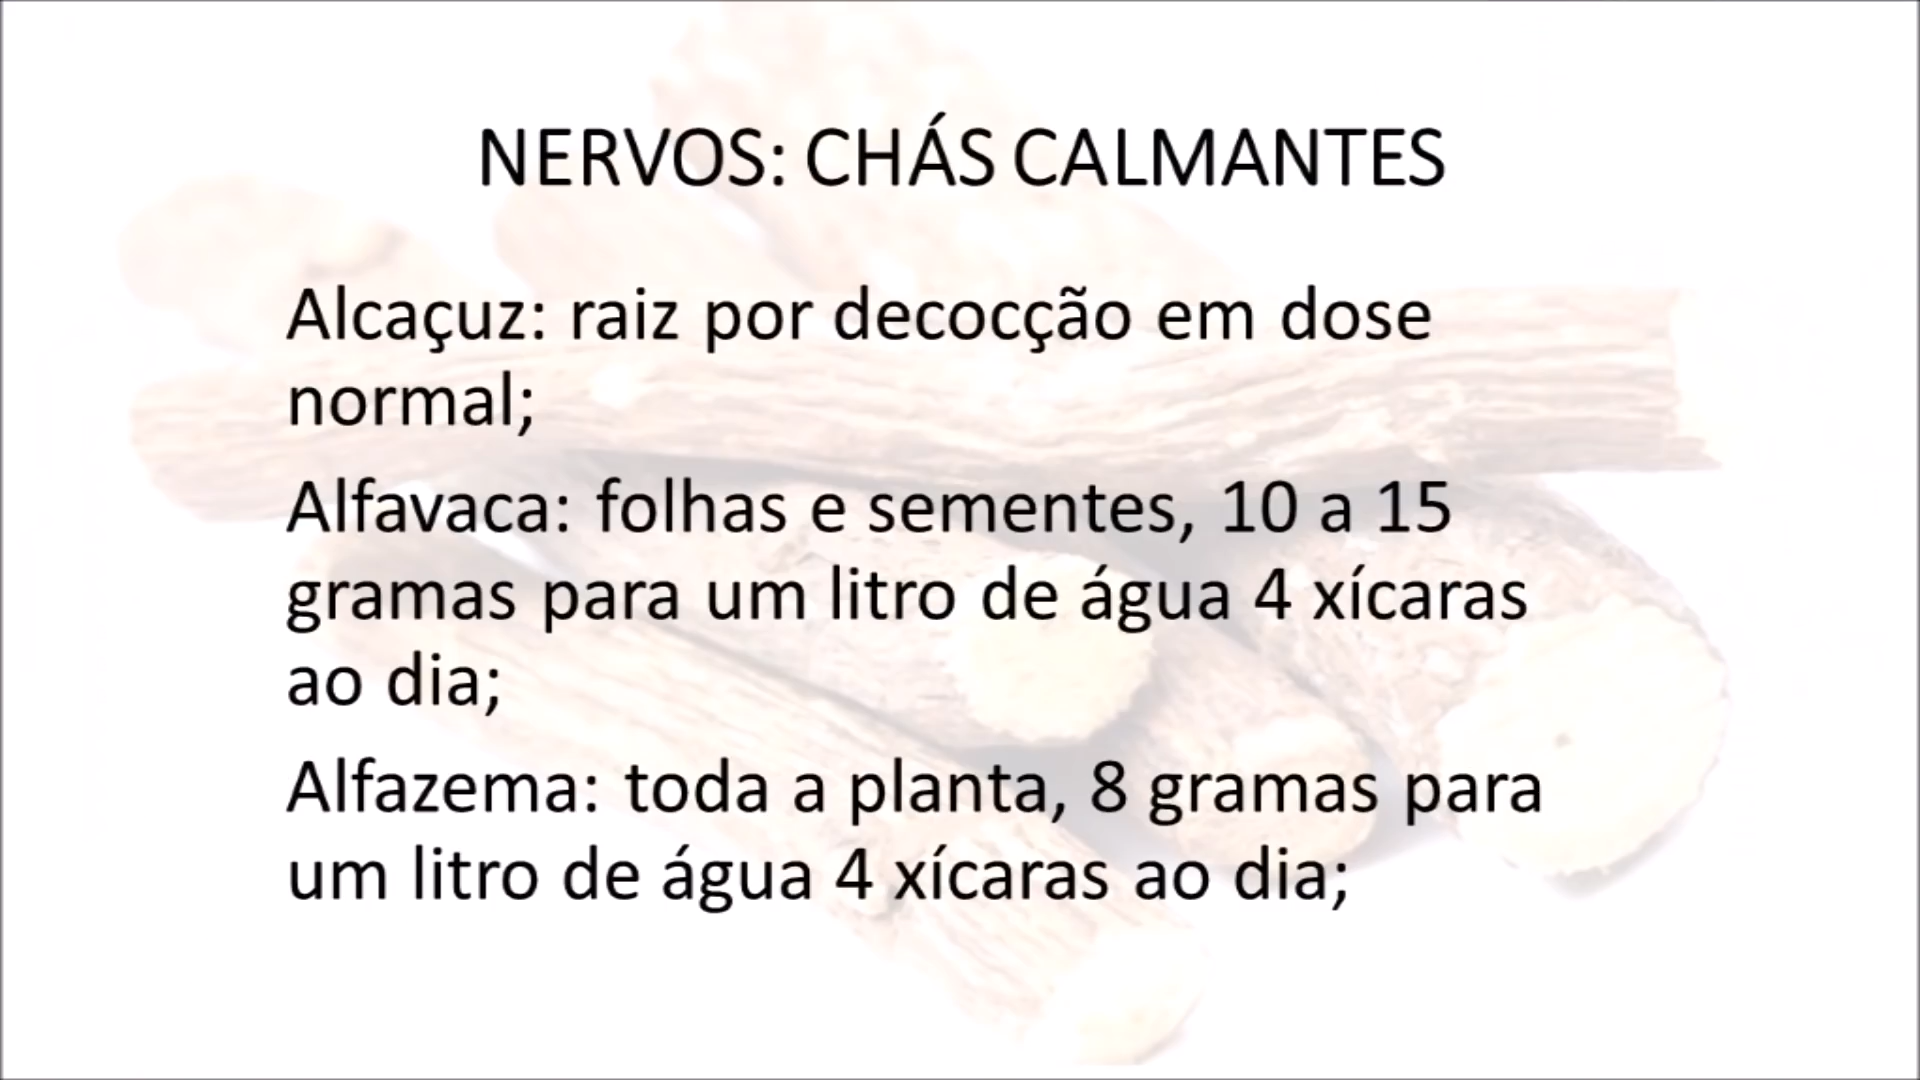 NERVOS: CHÁS CALMANTES
Alcaçuz: raiz por decocção em dose
normal;
Alfavaca: folhas e sementes, 10 a 15
gramas para um litro de água 4 xícaras
ao dia;
Alfazema: toda a planta, 8 gramas para
um litro de água 4 xícaras ao dia;